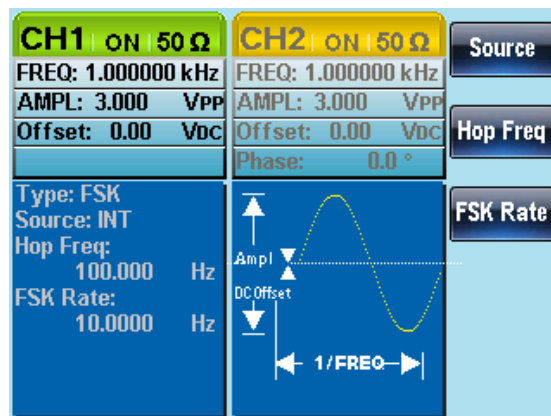 CH1 ON 50 Ω
FREQ: 1.000000 kHz
AMPL: 3.000 VPP
Offset: 0.00 VDC
CH2 ON 50 Ω
FREQ: 1.000000 kHz
AMPL: 3.000 VPP
Offset: 0.00 VDC
Phase: 0.0 °
Type: FSK
Source: INT
Hop Freq:
100.000 Hz
FSK Rate:
10.0000 Hz
Ampl
DC Offset
1/FREQ
Source
Hop Freq
FSK Rate